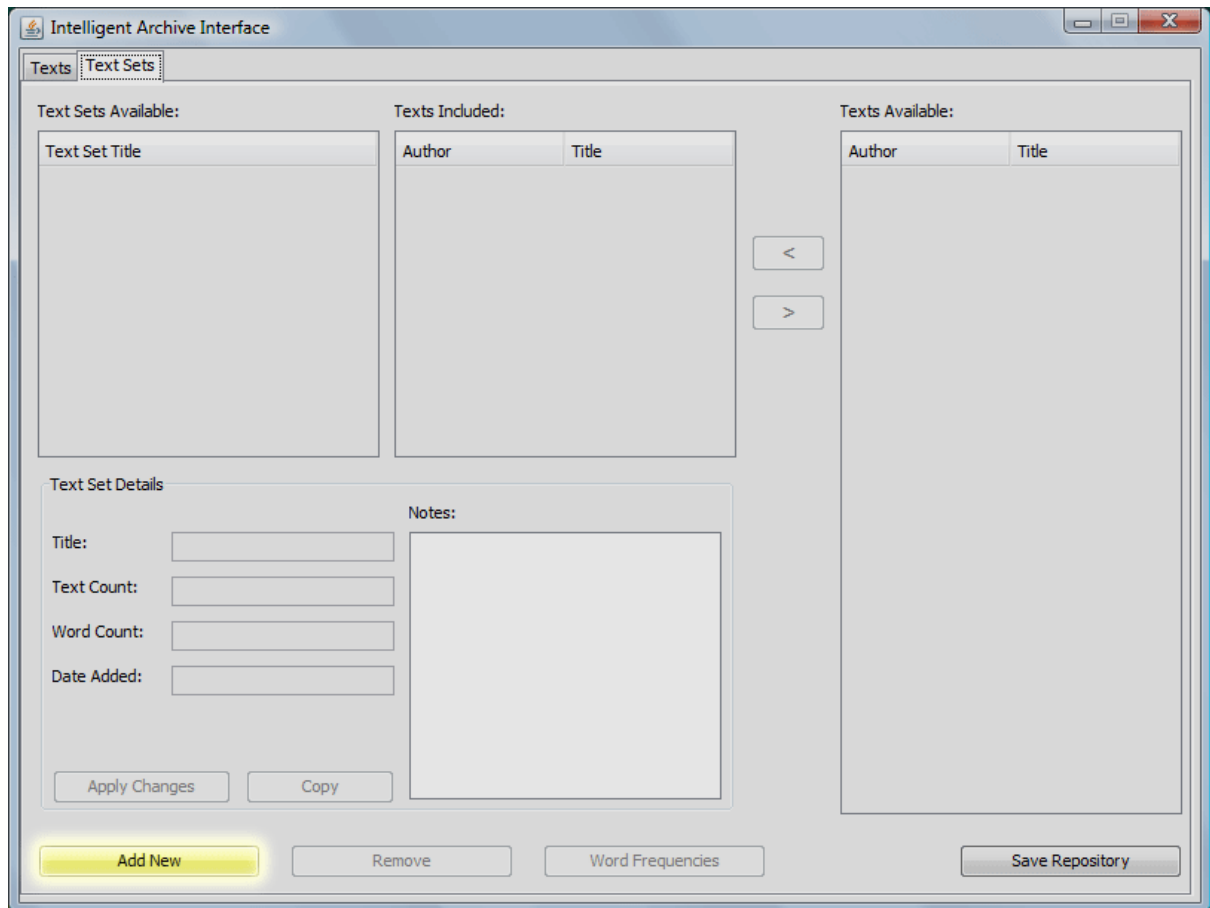 Intelligent Archive Interface
Texts
Text Sets
Text Sets Available:
Texts Included:
Texts Available:
Text Set Title
Author
Title
Author
Title
<
>
Text Set Details
Notes:
Title:
Text Count:
Word Count:
Date Added:
Apply Changes
Copy
Add New
Remove
Word Frequencies
Save Repository